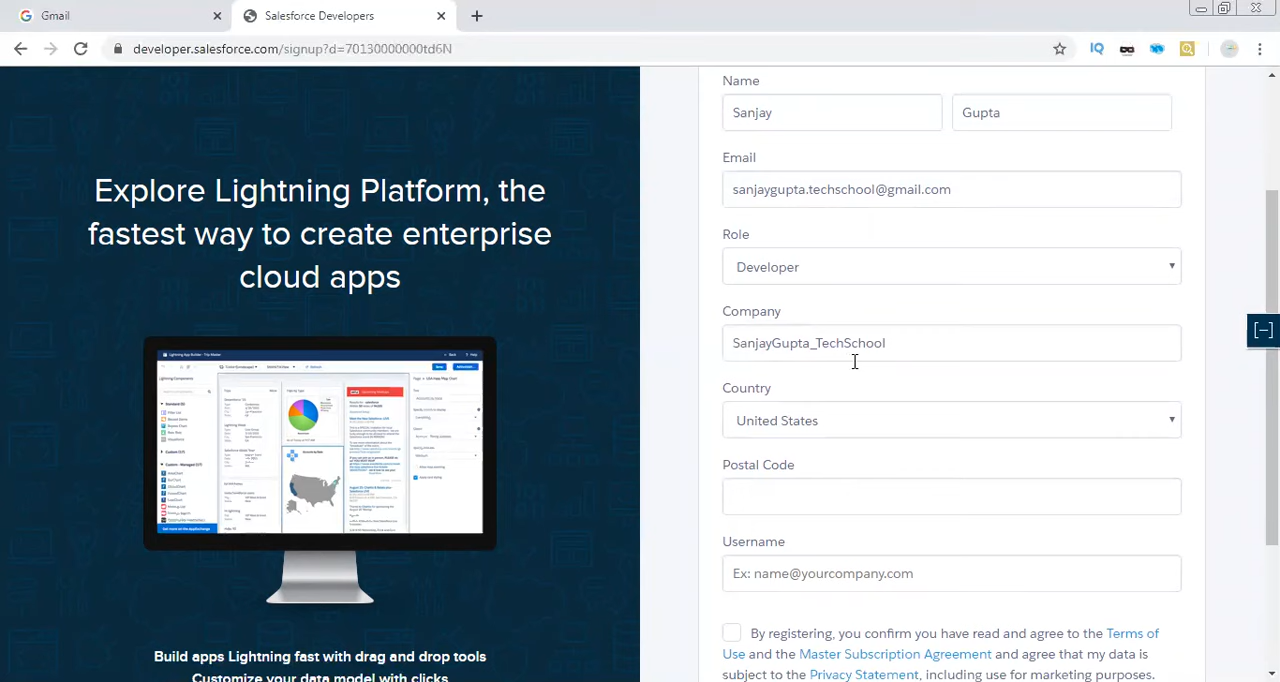 Gmail
Salesforce Developers
developer.salesforce.com/signup?d=70130000000td6N
IQ
Explore Lightning Platform, the
fastest way to create enterprise
cloud apps
Build apps Lightning fast with drag and drop tools
Customize your data model with clicks
Name
Sanjay
Gupta
Email
sanjaygupta.techschool@gmail.com
Role
Developer
Company
SanjayGupta_TechSchool
Country
United States
Postal Code
Username
Ex: name@yourcompany.com
By registering, you confirm you have read and agree to the Terms of
Use and the Master Subscription Agreement and agree that my data is
subject to the Privacy Statement, including use for marketing purposes.
[–]